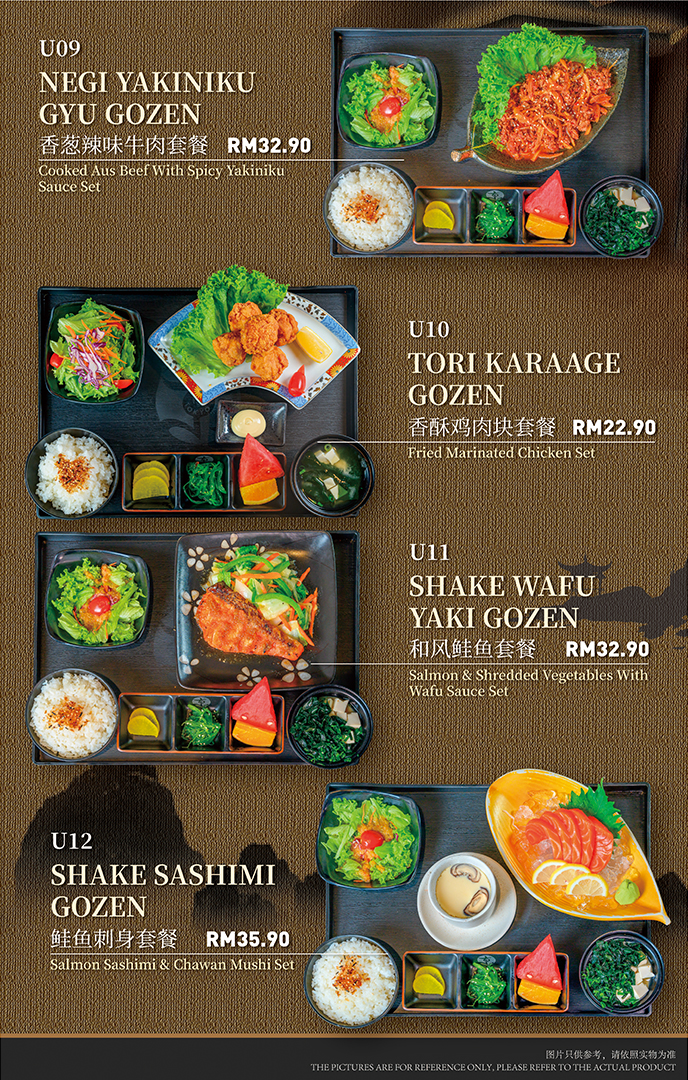 U09
NEGI YAKINIKU
GYU GOZEN
香葱辣味牛肉套餐 RM32.90
Cooked Aus Beef With Spicy Yakiniku
Sauce Set
U10
TORI KARAAGE
GOZEN
香酥鸡肉块套餐 RM22.90
Fried Marinated Chicken Set
U11
SHAKE WAFU
YAKI GOZEN
和风鲑鱼套餐 RM32.90
Salmon & Shredded Vegetables With
Wafu Sauce Set
U12
SHAKE SASHIMI
GOZEN
鲑鱼刺身套餐 RM35.90
Salmon Sashimi & Chawan Mushi Set
图片只供参考，请依照实物为准
THE PICTURES ARE FOR REFERENCE ONLY, PLEASE REFER TO THE ACTUAL PRODUCT